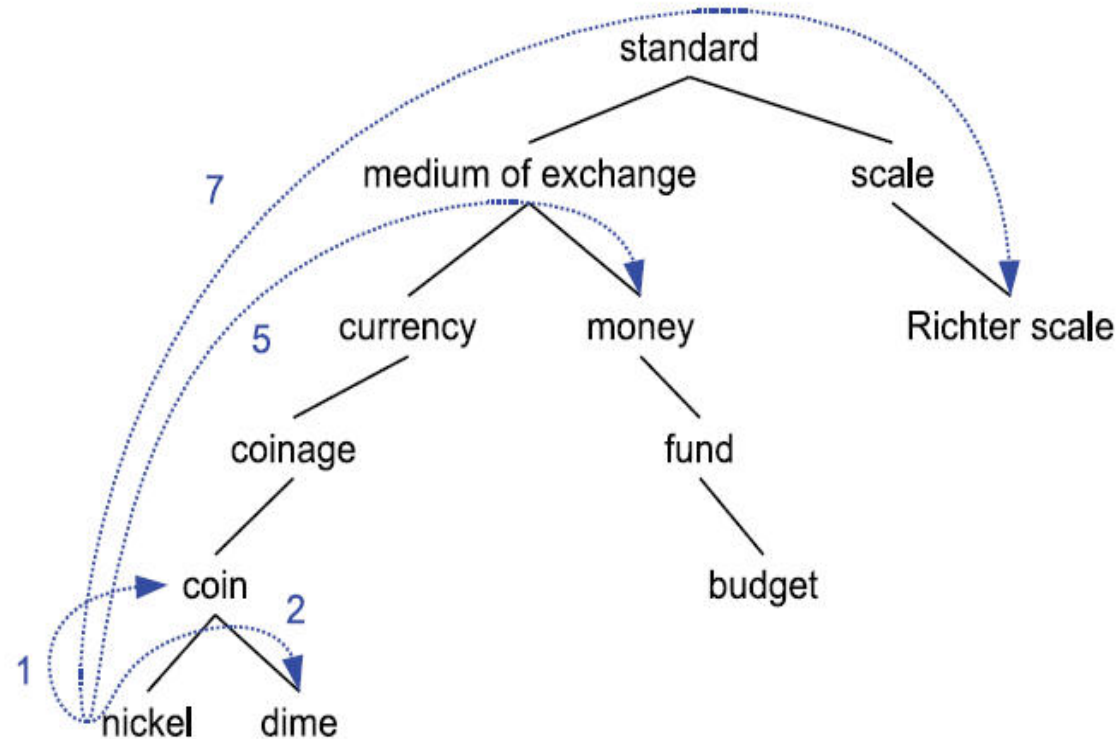 standard
medium of exchange
scale
7
currency
money
Richter scale
5
coinage
fund
coin
budget
2
1
nickel
dime